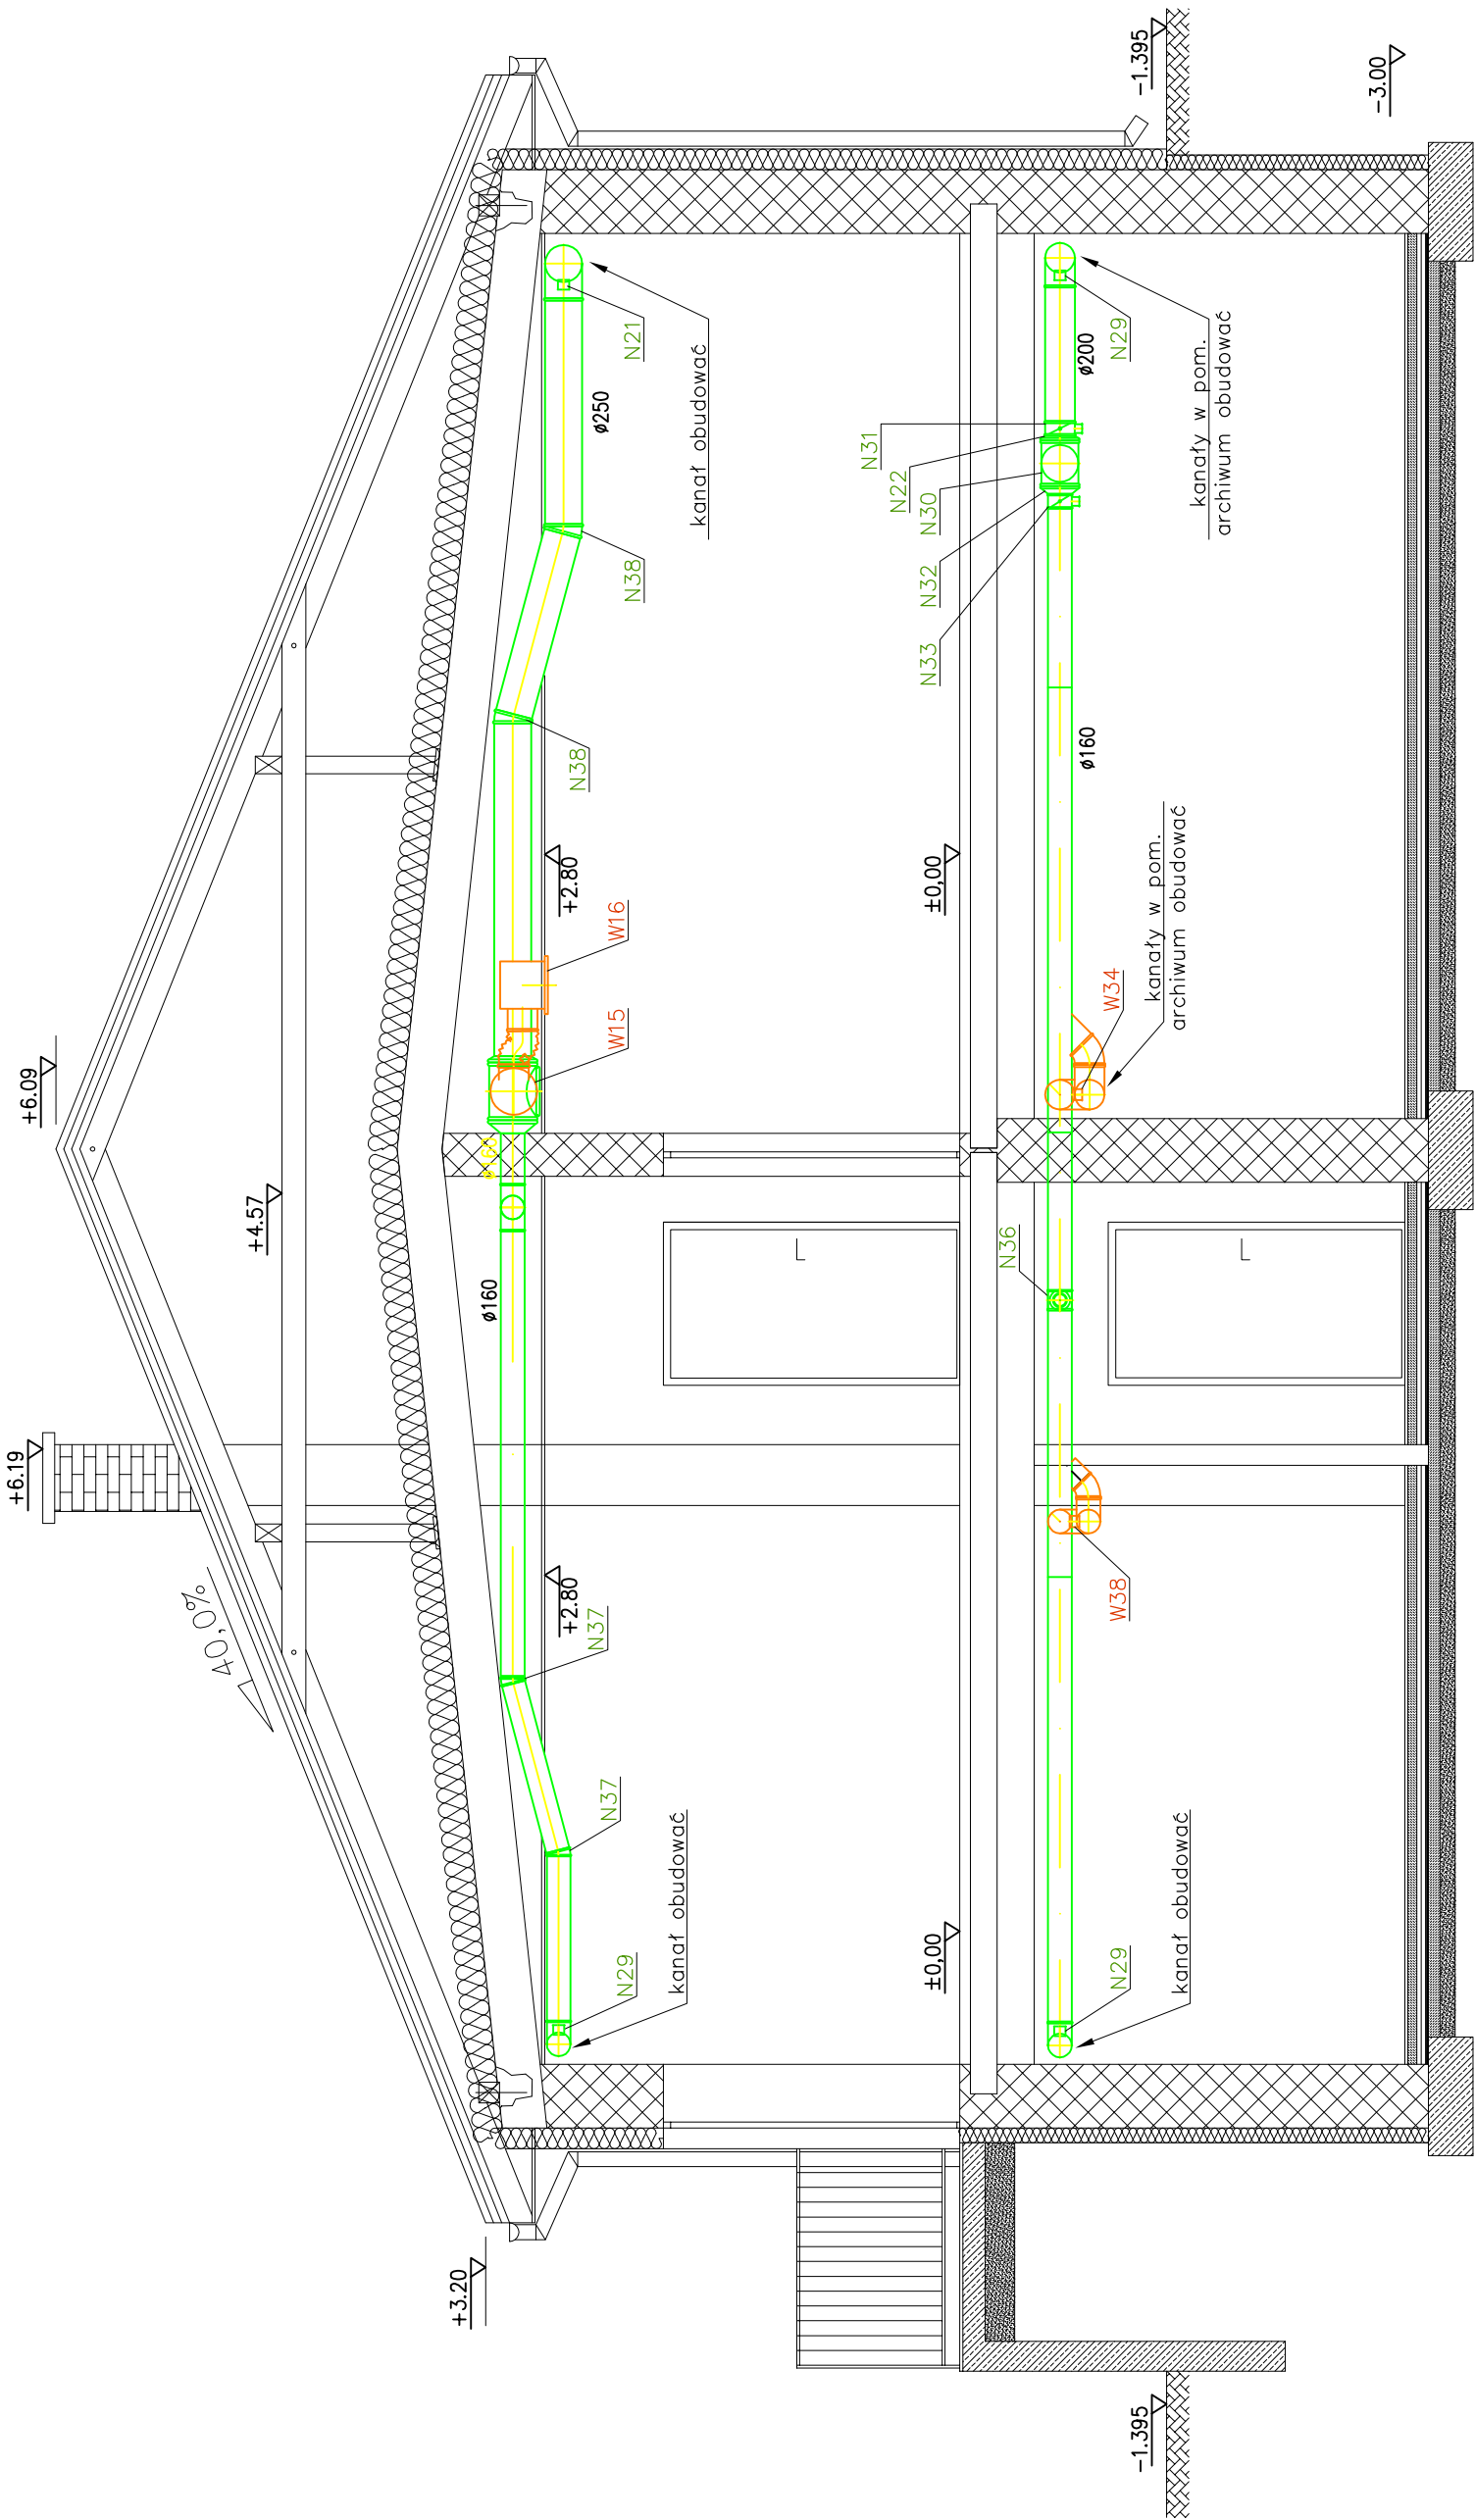 +6.19
+6.09
40,0%
+4.57
+3.20
ø160
ø160
ø250
+2.80
+2.80
N29
kanał obudować
N37
N37
W15
W16
N38
N38
N21
kanał obudować
±0,00
±0,00
N36
N33
N32
N30
N22
N31
ø160
ø200
N29
kanał obudować
W38
W34
kanały w pom.
archiwum obudować
N29
kanały w pom.
archiwum obudować
-1.395
-1.395
-3.00